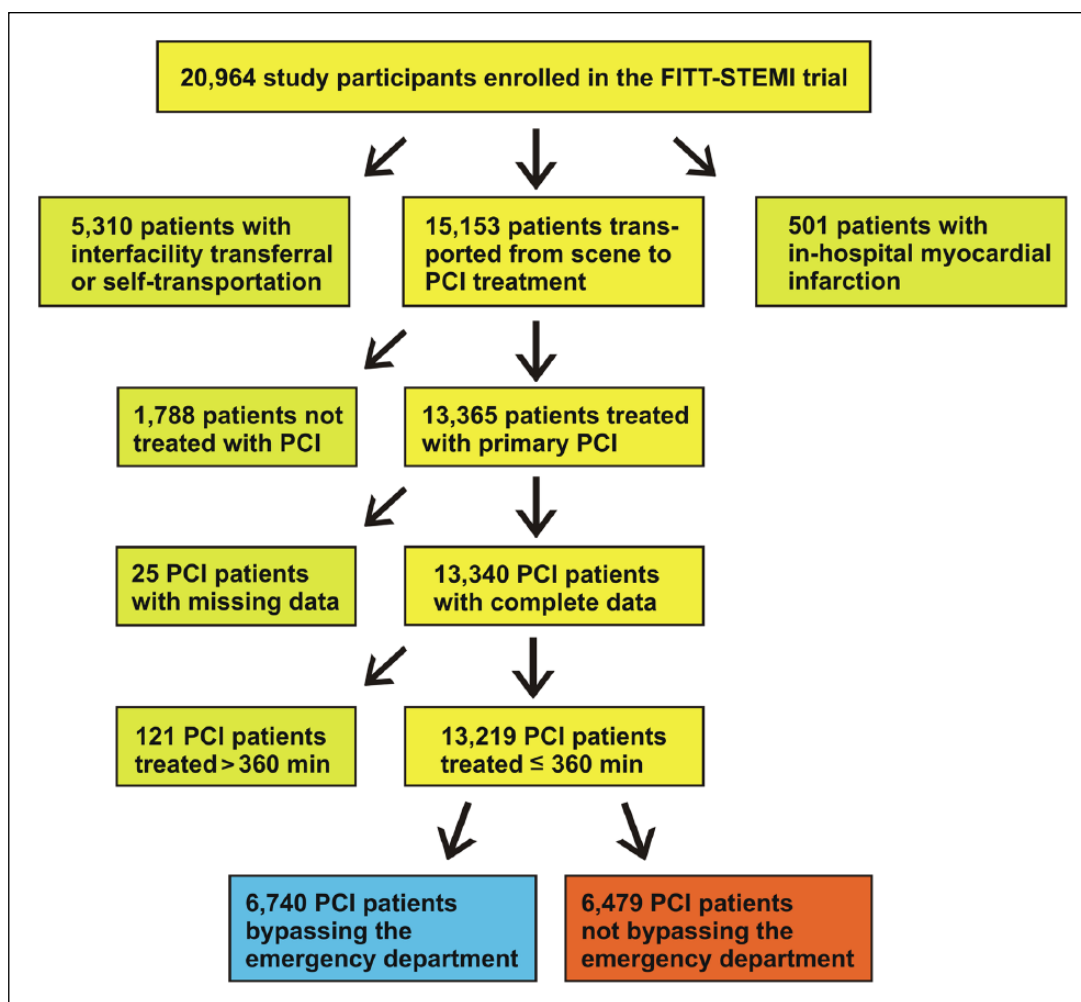 20,964 study participants enrolled in the FITT-STEMI trial
5,310 patients with
interfacility transferral
or self-transportation
15,153 patients trans-
ported from scene to
PCI treatment
501 patients with
in-hospital myocardial
infarction
1,788 patients not
treated with PCI
13,365 patients treated
with primary PCI
25 PCI patients
with missing data
13,340 PCI patients
with complete data
121 PCI patients
treated > 360 min
13,219 PCI patients
treated ≤ 360 min
6,740 PCI patients
bypassing the
emergency department
6,479 PCI patients
not bypassing the
emergency department